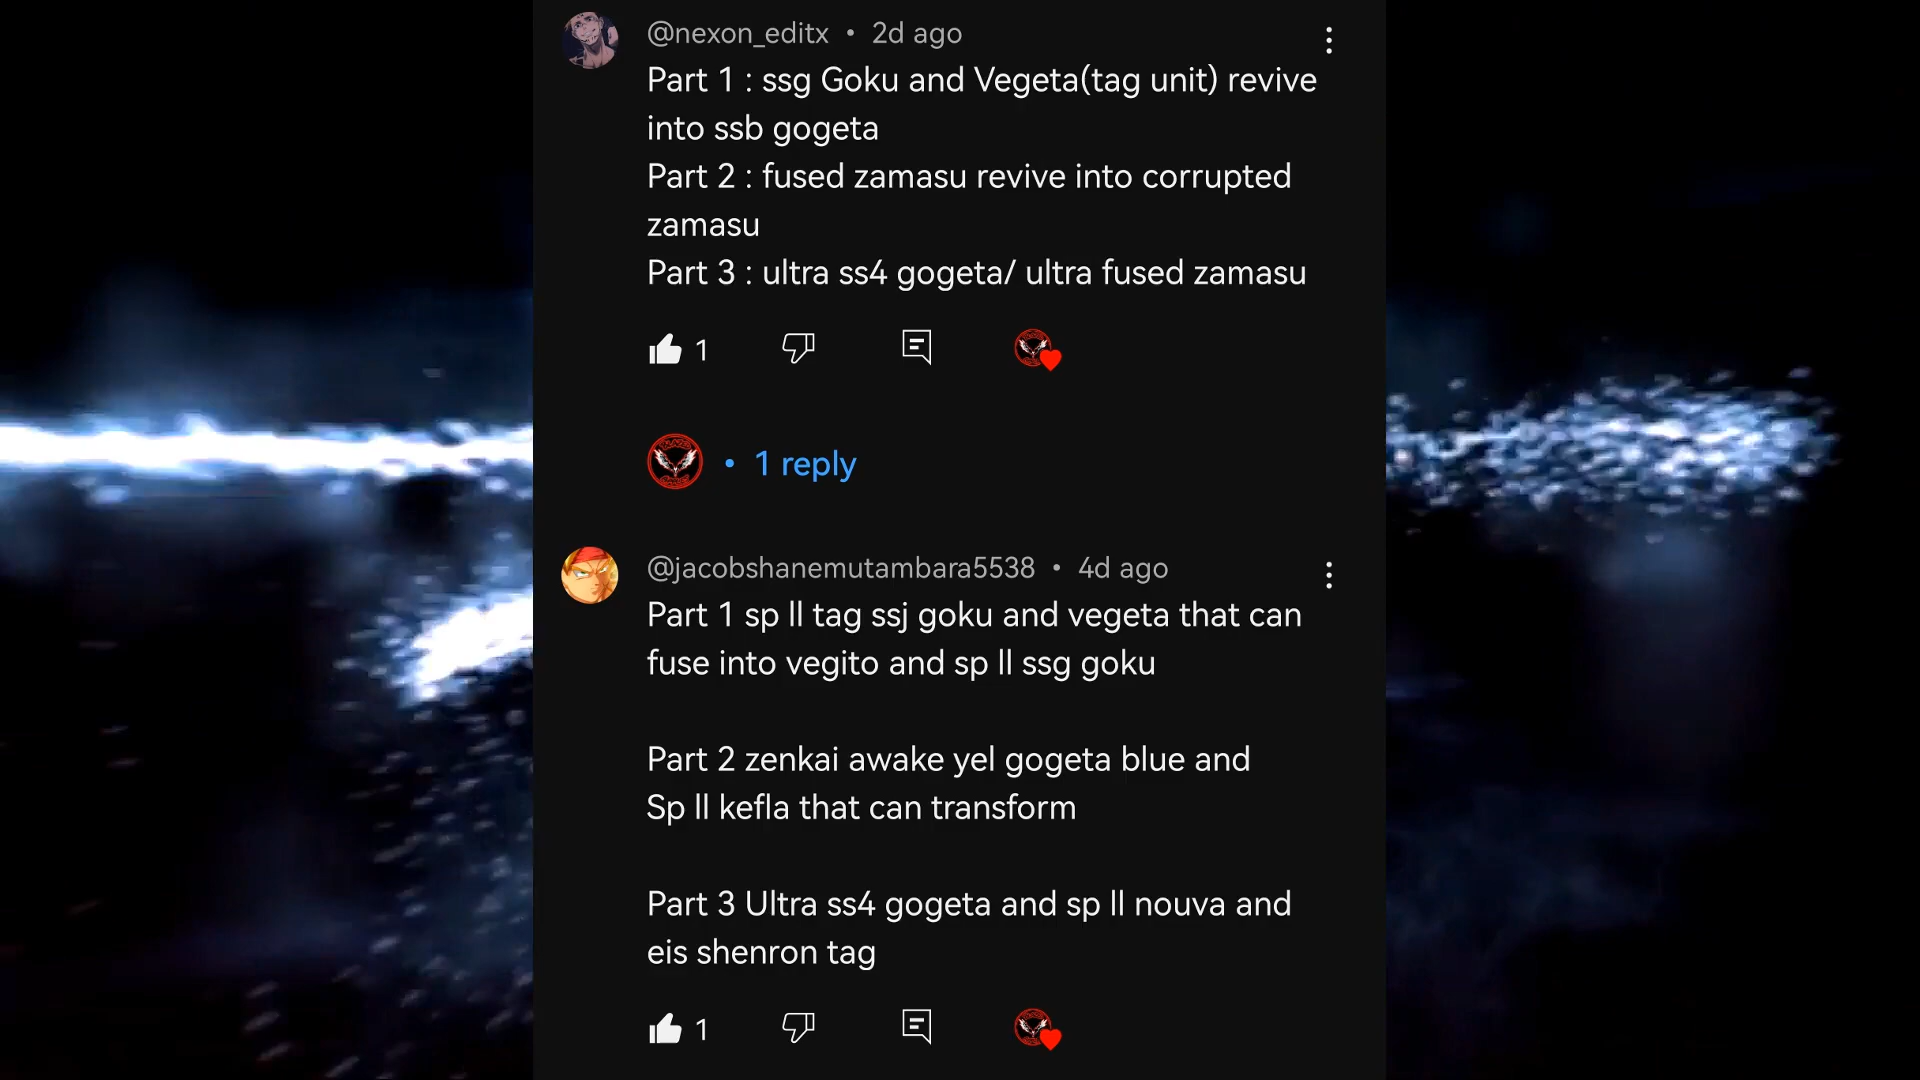 @nexon_editx • 2d ago
Part 1 : ssg Goku and Vegeta(tag unit) revive
into ssb gogeta
Part 2 : fused zamasu revive into corrupted
zamasu
Part 3 : ultra ss4 gogeta/ ultra fused zamasu
1
• 1 reply
@jacobshanemutambara5538 • 4d ago
Part 1 sp ll tag ssj goku and vegeta that can
fuse into vegito and sp ll ssg goku
Part 2 zenkai awake yel gogeta blue and
Sp ll kefla that can transform
Part 3 Ultra ss4 gogeta and sp ll nouva and
eis shenron tag
1